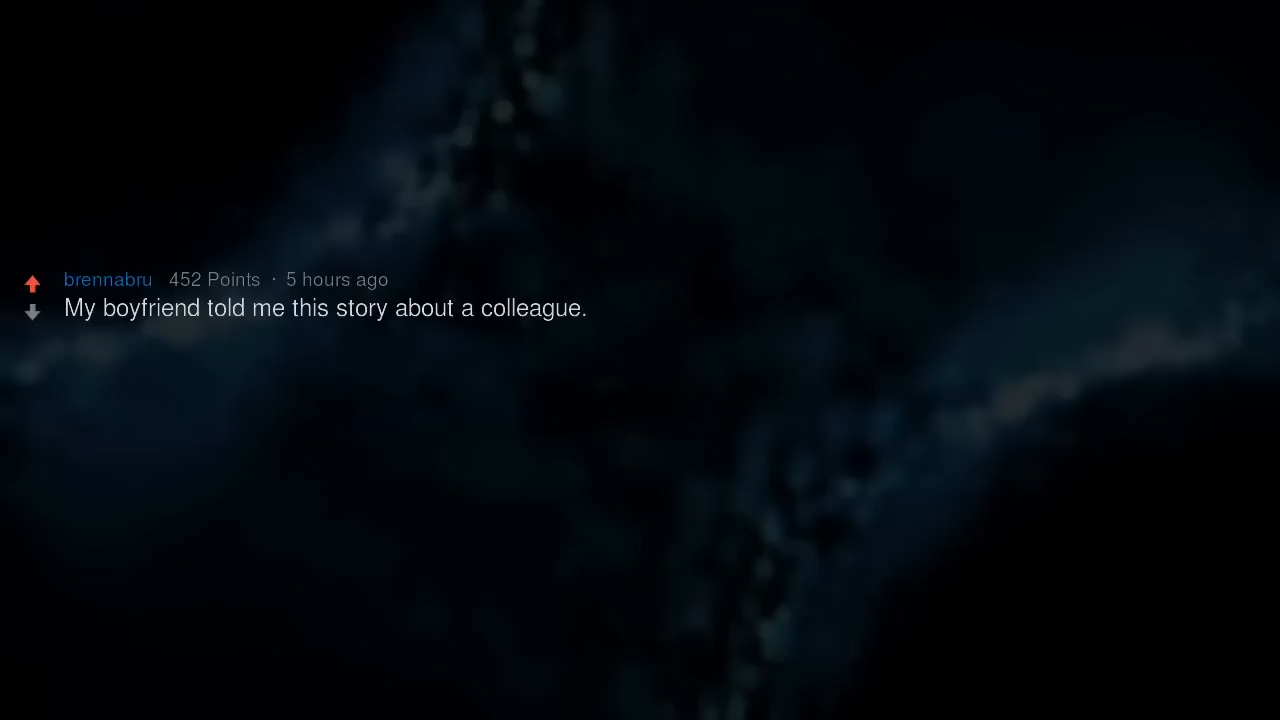 brennabru 452 Points · 5 hours ago
My boyfriend told me this story about a colleague.